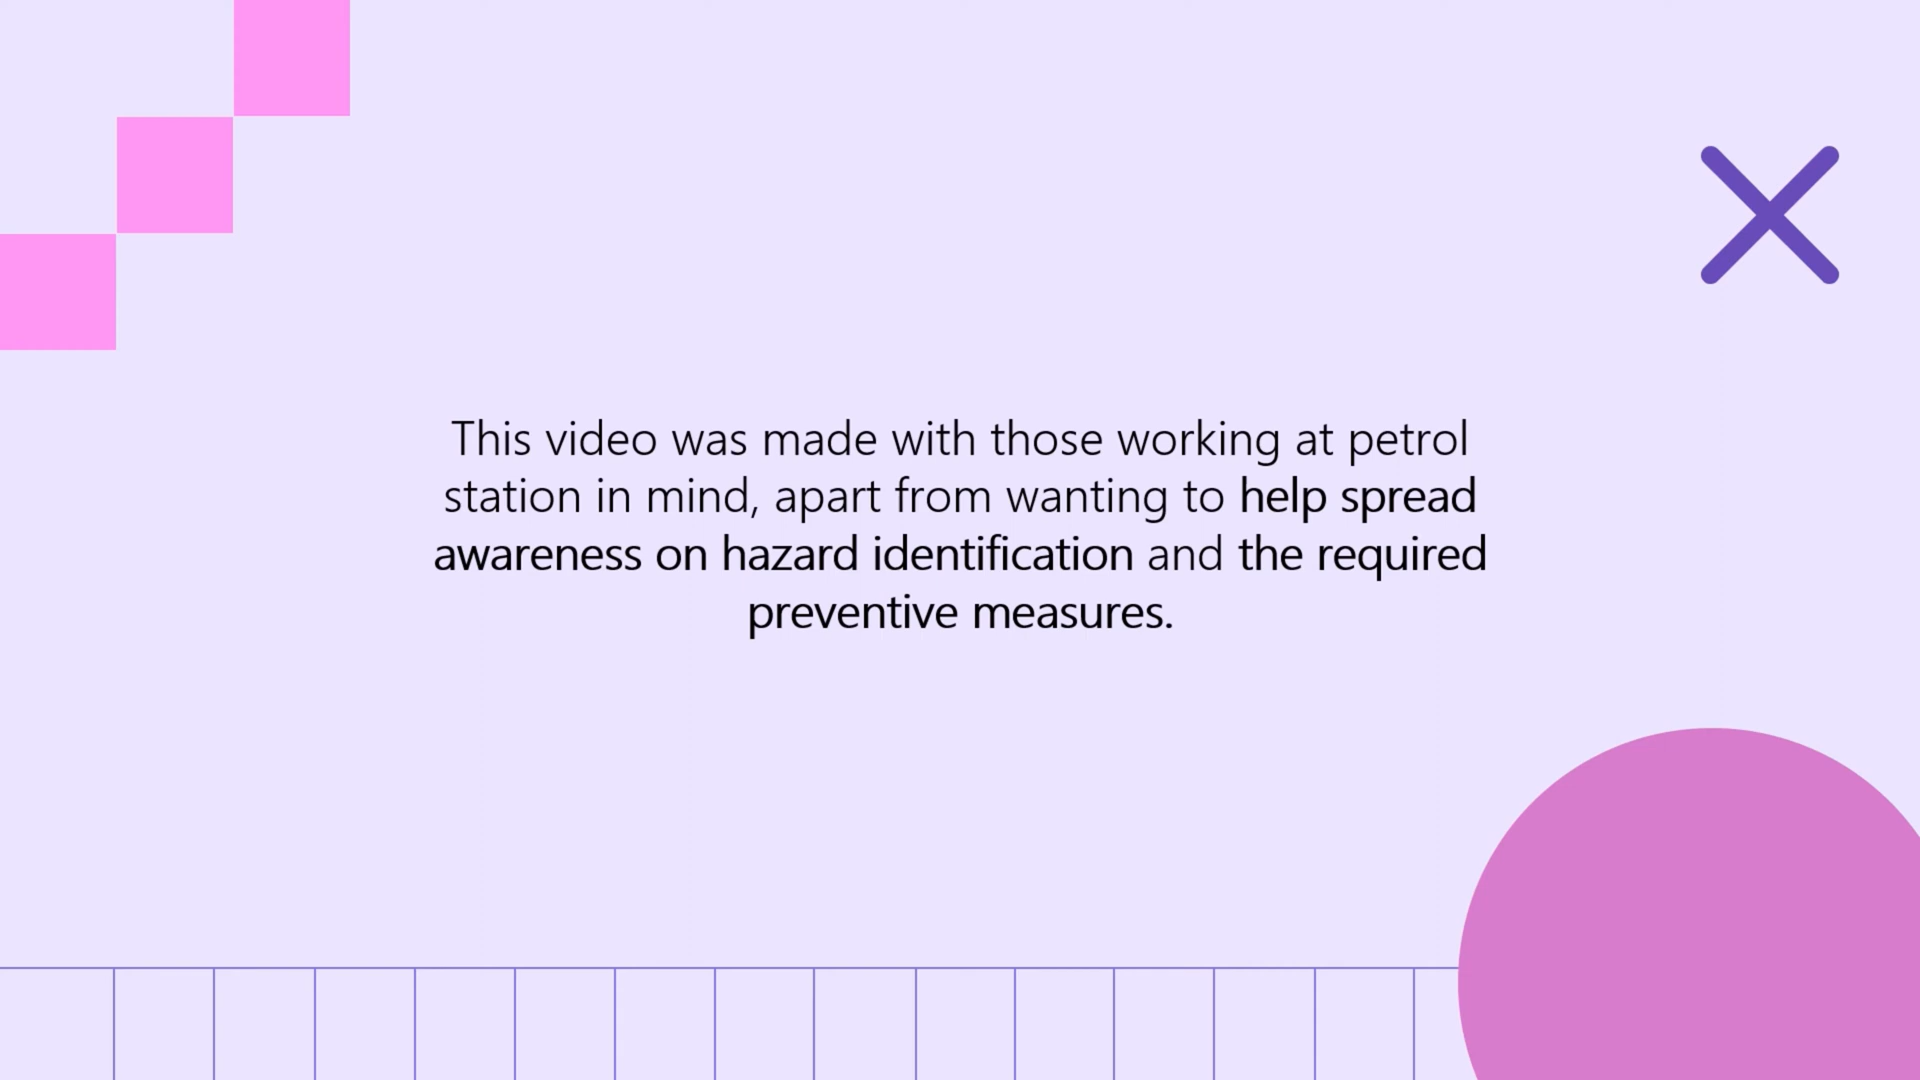 This video was made with those working at petrol
station in mind, apart from wanting to help spread
awareness on hazard identification and the required
preventive measures.